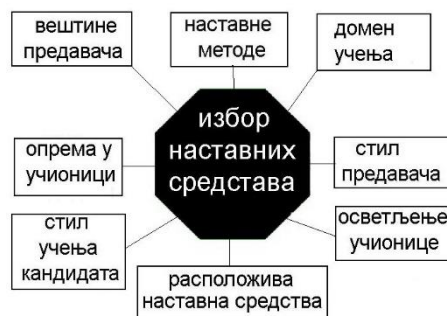 вештине
предавача
наставне
методе
домен
учења
избор
наставних
средстава
опрема у
учионици
стил
предавача
стил
учења
кандидата
осветљење
учионице
расположива
наставна средства